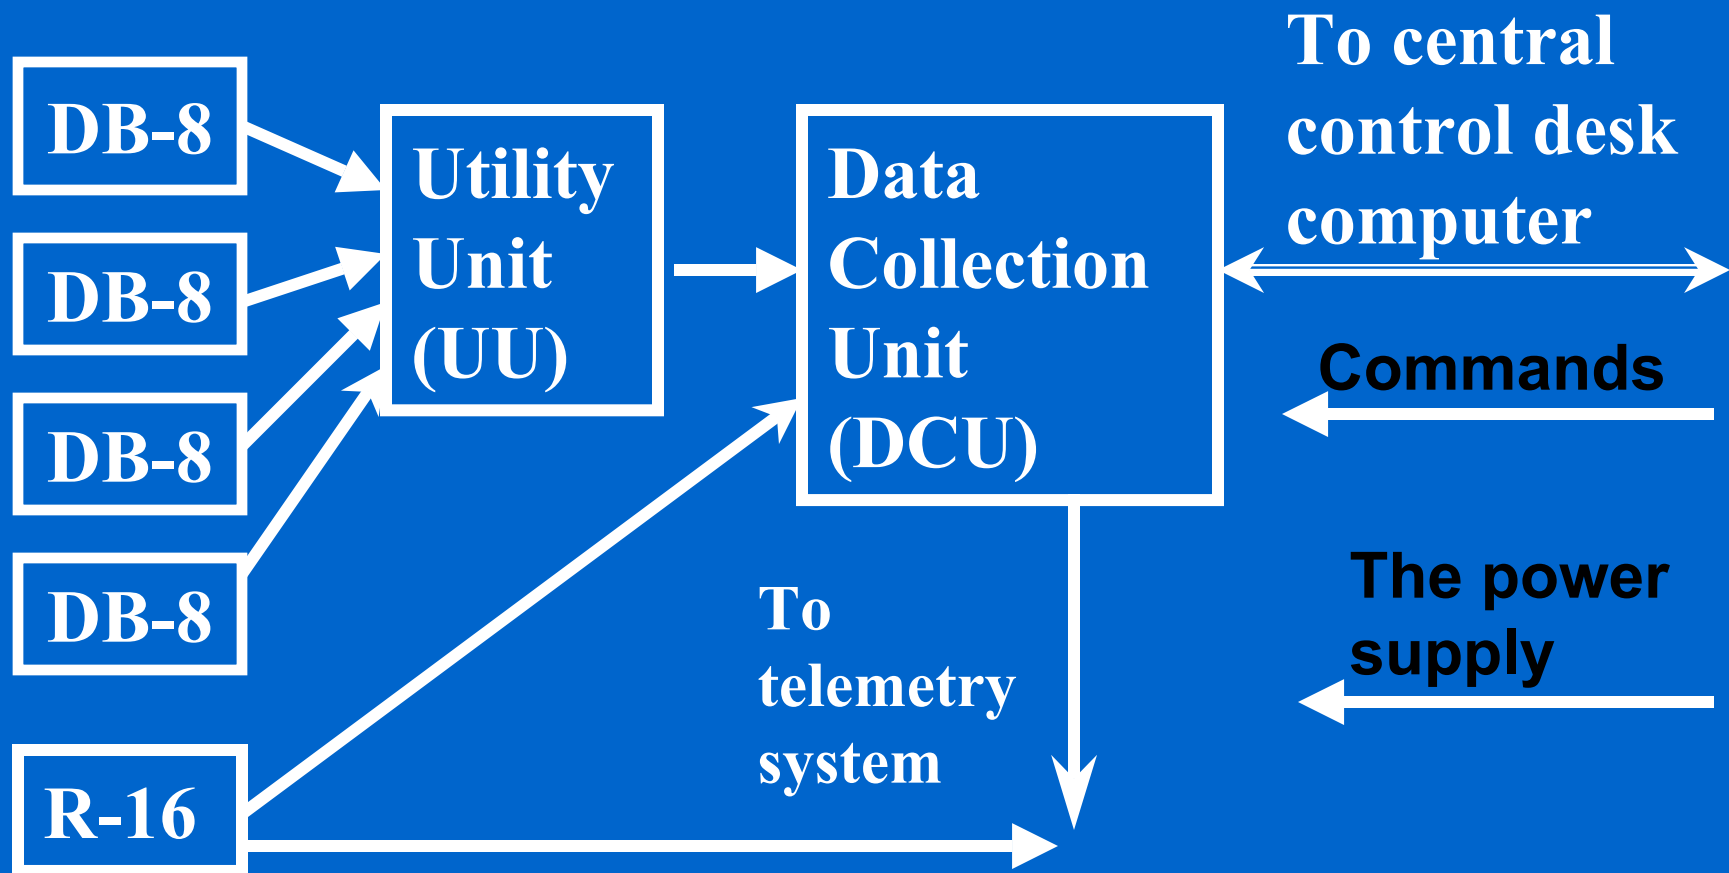 DB-8
DB-8
DB-8
DB-8
R-16
Utility
Unit
(UU)
Data
Collection
Unit
(DCU)
To
telemetry
system
To central
control desk
computer
Commands
The power
supply